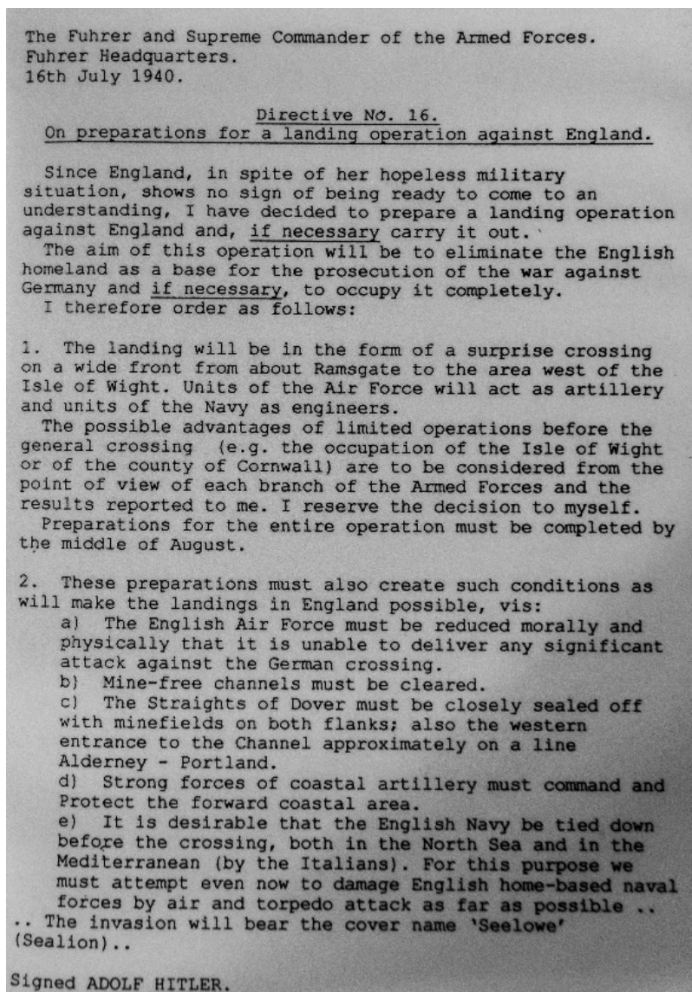 The Fuhrer and Supreme Commander of the Armed Forces.
Fuhrer Headquarters.
16th July 1940.
Directive No. 16.
On preparations for a landing operation against England.
Since England, in spite of her hopeless military
situation, shows no sign of being ready to come to an
understanding, I have decided to prepare a landing operation
against England and, if necessary carry it out.
The aim of this operation will be to eliminate the English
homeland as a base for the prosecution of the war against
Germany and if necessary, to occupy it completely.
I therefore order as follows:
1. The landing will be in the form of a surprise crossing
on a wide front from about Ramsgate to the area west of the
Isle of Wight. Units of the Air Force will act as artillery
and units of the Navy as engineers.
The possible advantages of limited operations before the
general crossing (e.g. the occupation of the Isle of Wight
or of the county of Cornwall) are to be considered from the
point of view of each branch of the Armed Forces and the
results reported to me. I reserve the decision to myself.
Preparations for the entire operation must be completed by
the middle of August.
2. These preparations must also create such conditions as
will make the landings in England possible, vis:
a) The English Air Force must be reduced morally and
physically that it is unable to deliver any significant
attack against the German crossing.
b) Mine-free channels must be cleared.
c) The Straights of Dover must be closely sealed off
with minefields on both flanks; also the western
entrance to the Channel approximately on a line
Alderney - Portland.
d) Strong forces of coastal artillery must command and
Protect the forward coastal area.
e) It is desirable that the English Navy be tied down
before the crossing, both in the North Sea and in the
Mediterranean (by the Italians). For this purpose we
must attempt even now to damage English home-based naval
forces by air and torpedo attack as far as possible ..
.. The invasion will bear the cover name 'Seelowe'
(Sealion)..
Signed ADOLF HITLER.